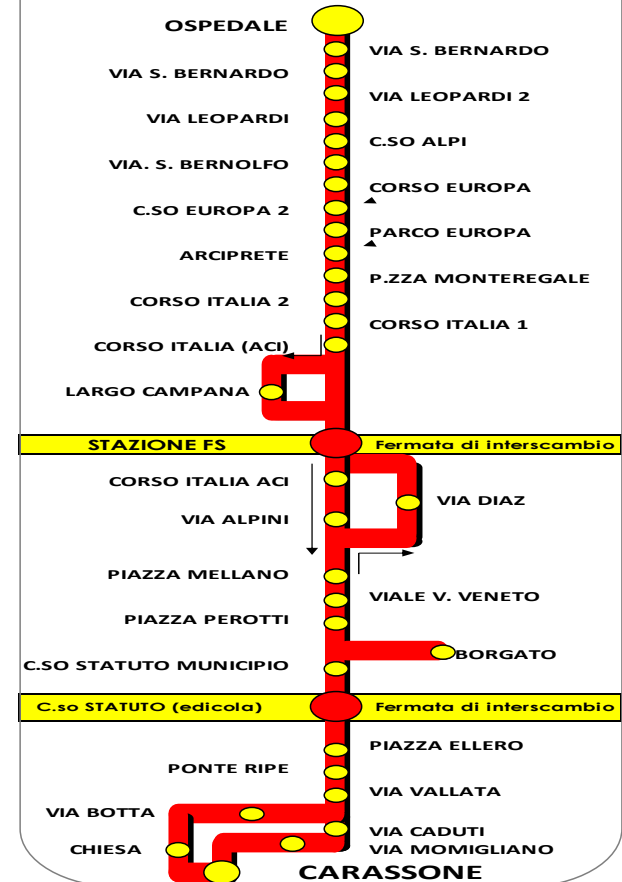 OSPEDALE
VIA S. BERNARDO
VIA S. BERNARDO
VIA LEOPARDI 2
VIA LEOPARDI
C.SO ALPI
VIA. S. BERNOLFO
CORSO EUROPA
C.SO EUROPA 2
PARCO EUROPA
ARCIPRETE
P.ZZA MONTEREGALE
CORSO ITALIA 2
CORSO ITALIA 1
CORSO ITALIA (ACI)
LARGO CAMPANA
STAZIONE FS Fermata di interscambio
CORSO ITALIA ACI
VIA DIAZ
VIA ALPINI
PIAZZA MELLANO
VIALE V. VENETO
PIAZZA PEROTTI
BORGATO
C.SO STATUTO MUNICIPIO
C.so STATUTO (edicola) Fermata di interscambio
PIAZZA ELLERO
PONTE RIPE
VIA VALLATA
VIA BOTTA
VIA CADUTI
CHIESA
VIA MOMIGLIANO
CARASSONE